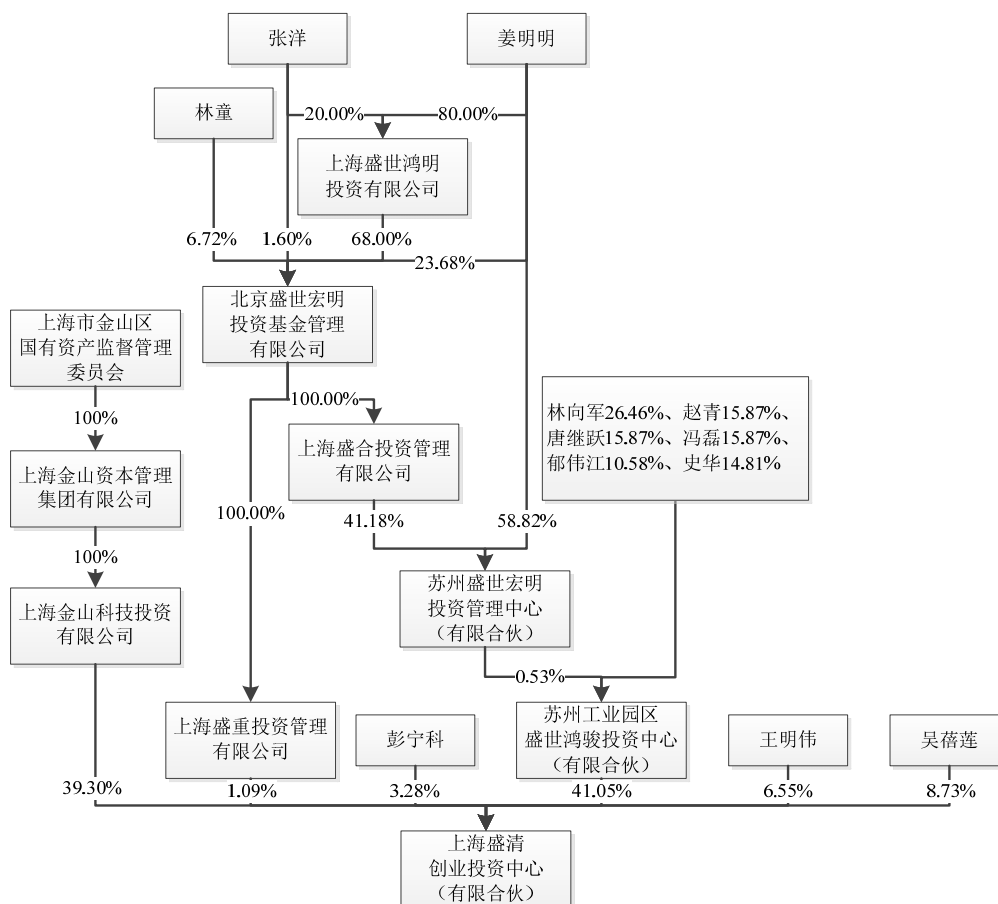 张洋
姜明明
林童
20.00%
80.00%
上海盛世鸿明
投资有限公司
6.72%
1.60%
68.00%
23.68%
北京盛世宏明
投资基金管理
有限公司
上海市金山区
国有资产监督管理
委员会
100%
100.00%
林向军26.46%、赵青15.87%、
唐继跃15.87%、冯磊15.87%、
郁伟江10.58%、史华14.81%
上海盛合投资管理
有限公司
上海金山资本管理
集团有限公司
100.00%
41.18%
58.82%
100%
苏州盛世宏明
投资管理中心
（有限合伙）
上海金山科技投资
有限公司
0.53%
上海盛重投资管理
有限公司
彭宁科
苏州工业园区
盛世鸿骏投资中心
（有限合伙）
王明伟
吴蓓莲
39.30%
1.09%
3.28%
41.05%
6.55%
8.73%
上海盛清
创业投资中心
（有限合伙）